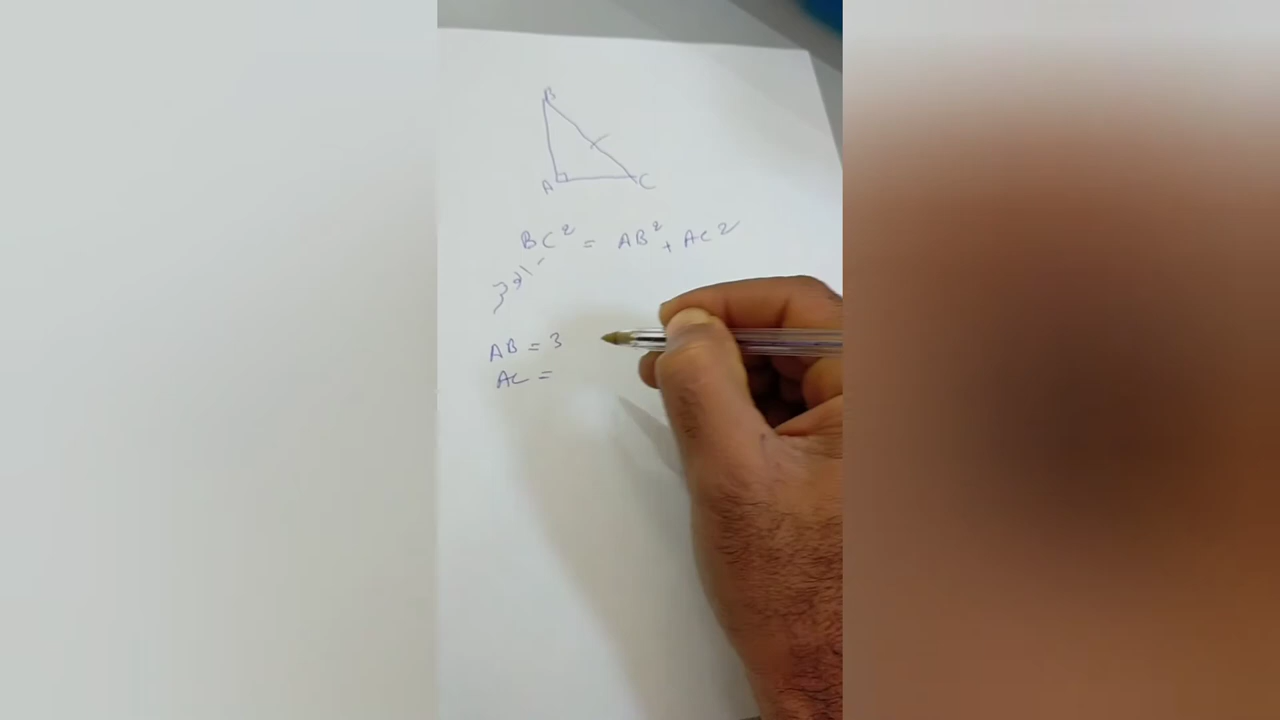 B
A
C
BC² = AB² + AC²
AB = 3
AC =